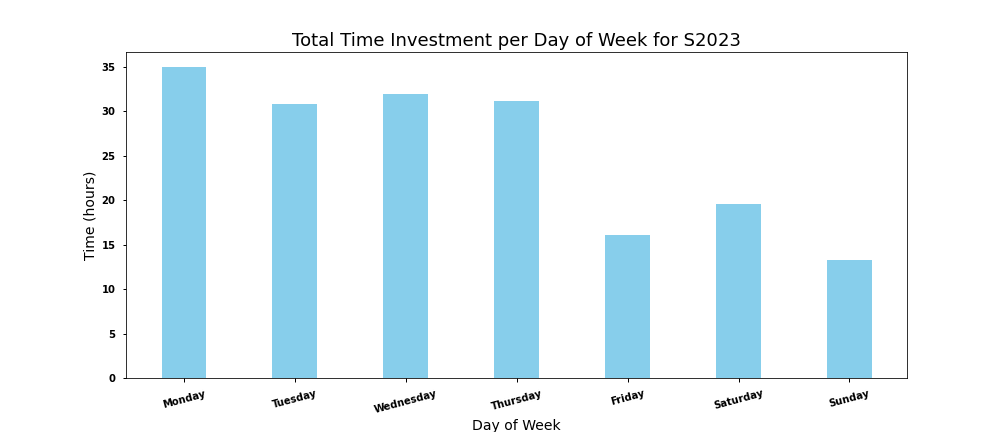 Total Time Investment per Day of Week for S2023
Time (hours)
35
30
25
20
15
10
5
0
Monday Tuesday Wednesday Thursday Friday Saturday Sunday
Day of Week